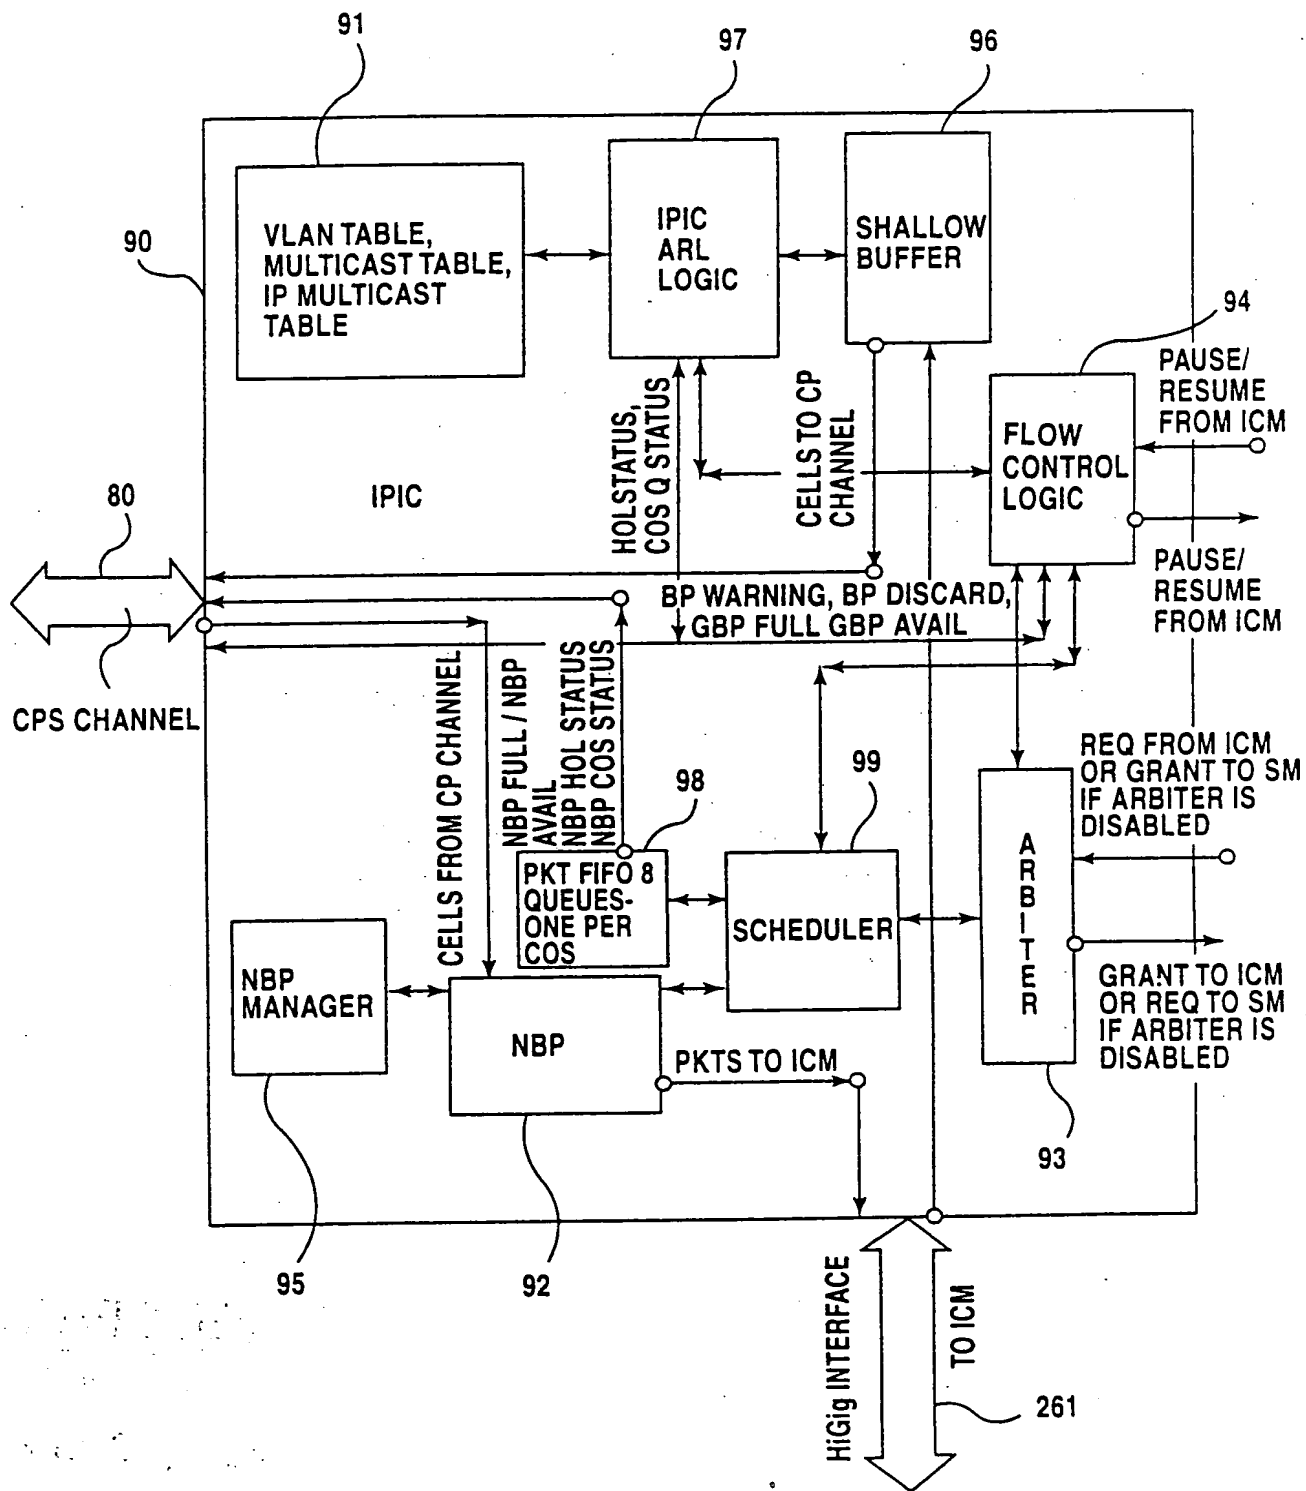 91
97
96
90
VLAN TABLE,
MULTICAST TABLE,
IP MULTICAST
TABLE
IPIC
ARL
LOGIC
SHALLOW
BUFFER
94
PAUSE/
RESUME
FROM ICM
FLOW
CONTROL
LOGIC
HOLSTATUS,
COS Q STATUS
CELLS TO CP
CHANNEL
IPIC
80
PAUSE/
RESUME
FROM ICM
BP WARNING, BP DISCARD,
GBP FULL GBP AVAIL
CPS CHANNEL
CELLS FROM CP CHANNEL
NBP FULL / NBP
AVAIL
NBP HOL STATUS
NBP COS STATUS
98
99
REQ FROM ICM
OR GRANT TO SM
IF ARBITER IS
DISABLED
PKT FIFO 8
QUEUES-
ONE PER
COS
SCHEDULER
ARBITER
NBP
MANAGER
NBP
GRANT TO ICM
OR REQ TO SM
IF ARBITER IS
DISABLED
PKTS TO ICM
93
95
92
HiGig INTERFACE
TO ICM
261